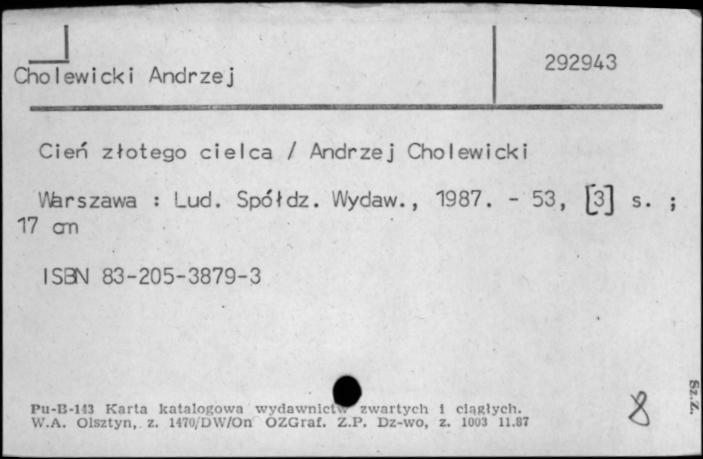 292943
Cholewicki Andrzej
Cień złotego cielca / Andrzej Cholewicki
Warszawa : Lud. Spółdz. Wydaw., 1987. - 53, [3] s. ;
17 cm
ISBN 83-205-3879-3
Pu-B-143 Karta katalogowa wydawnictw zwartych i ciągłych.
W.A. Olsztyn, z. 1470/DW/On OZGraf. Z.P. Dz-wo, z. 1003 11.87
8
Sz.Z.